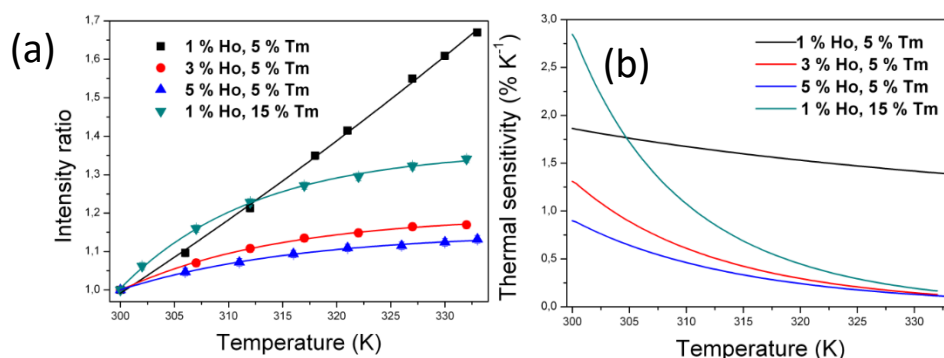 (a)
1 % Ho, 5 % Tm
3 % Ho, 5 % Tm
5 % Ho, 5 % Tm
1 % Ho, 15 % Tm
Intensity ratio
1,7
1,6
1,5
1,4
1,3
1,2
1,1
1,0
300 305 310 315 320 325 330
Temperature (K)
(b)
1 % Ho, 5 % Tm
3 % Ho, 5 % Tm
5 % Ho, 5 % Tm
1 % Ho, 15 % Tm
Thermal sensitivity (% K⁻¹)
3,0
2,5
2,0
1,5
1,0
0,5
0,0
300 305 310 315 320 325 330
Temperature (K)